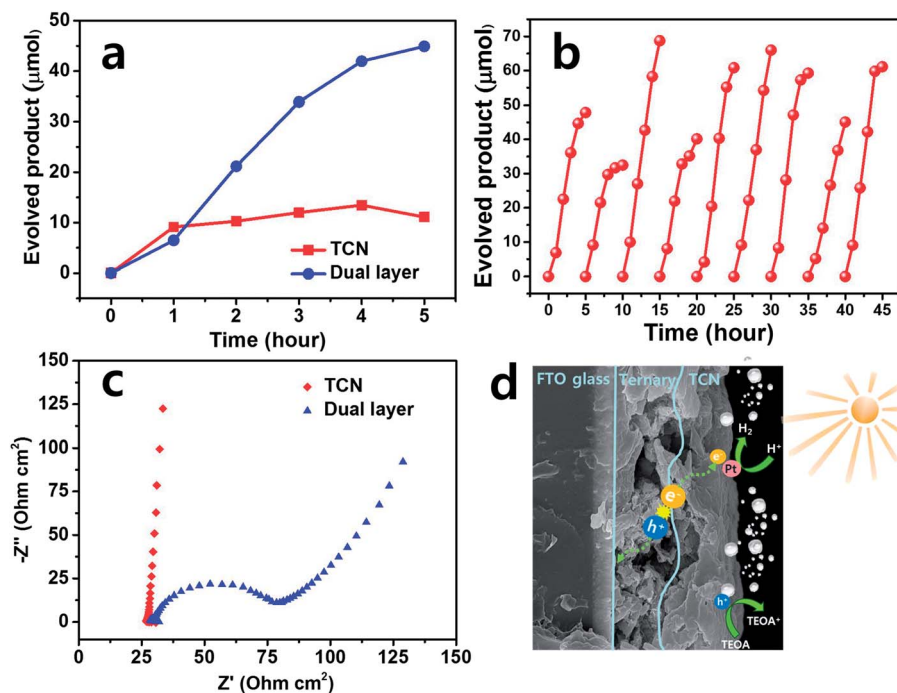 a
Evolved product (μmol)
50
40
30
20
10
0
TCN
Dual layer
0 1 2 3 4 5
Time (hour)
b
Evolved product (μmol)
70
60
50
40
30
20
10
0
0 5 10 15 20 25 30 35 40 45
Time (hour)
c
-Z" (Ohm cm2)
150
125
100
75
50
25
0
TCN
Dual layer
0 25 50 75 100 125 150
Z' (Ohm cm2)
d
FTO glass Ternary TCN
H2
H+
e-
Pt
e-
h+
h+
TEOA+
TEOA